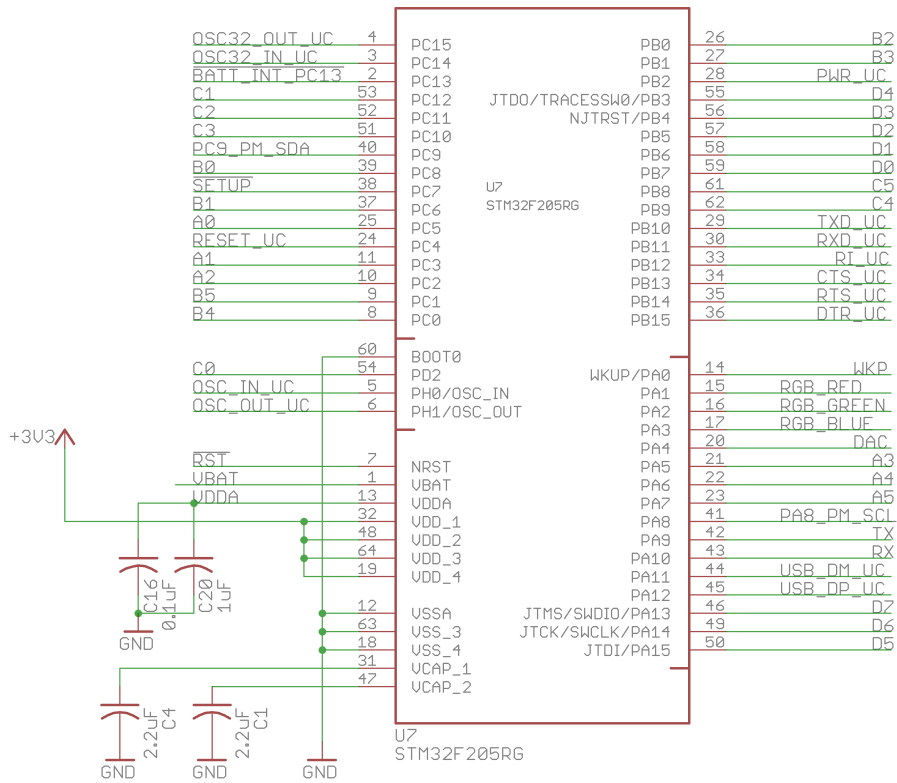 OSC32_OUT_UC 4 PC15 PB0 26 B2
OSC32_IN_UC 3 PC14 PB1 27 B3
BATT_INT_PC13 2 PC13 PB2 28 PWR_UC
C1 53 PC12 JTDO/TRACESSW0/PB3 55 D4
C2 52 PC11 NJTRST/PB4 56 D3
C3 51 PC10 PB5 57 D2
PC9_PM_SDA 40 PC9 PB6 58 D1
B0 39 PC8 PB7 59 D0
SETUP 38 PC7 U7 PB8 61 C5
B1 37 PC6 STM32F205RG PB9 62 C4
A0 25 PC5 PB10 29 TXD_UC
RESET_UC 24 PC4 PB11 30 RXD_UC
A1 11 PC3 PB12 33 RI_UC
A2 10 PC2 PB13 34 CTS_UC
B5 9 PC1 PB14 35 RTS_UC
B4 8 PC0 PB15 36 DTR_UC
60 BOOT0
C0 54 PD2 WKUP/PA0 14 WKP
OSC_IN_UC 5 PH0/OSC_IN PA1 15 RGB_RED
OSC_OUT_UC 6 PH1/OSC_OUT PA2 16 RGB_GREEN
PA3 17 RGB_BLUE
+3V3 PA4 20 DAC
RST 7 NRST PA5 21 A3
VBAT 1 VBAT PA6 22 A4
VDDA 13 VDDA PA7 23 A5
32 VDD_1 PA8 41 PA8_PM_SCL
48 VDD_2 PA9 42 TX
64 VDD_3 PA10 43 RX
19 VDD_4 PA11 44 USB_DM_UC
C16 0.1uF C20 1uF PA12 45 USB_DP_UC
12 VSSA JTMS/SWDIO/PA13 46 D7
63 VSS_3 JTCK/SWCLK/PA14 49 D6
GND 18 VSS_4 JTDI/PA15 50 D5
31 VCAP_1
47 VCAP_2
2.2uF C4 2.2uF C1
U7
STM32F205RG
GND GND GND